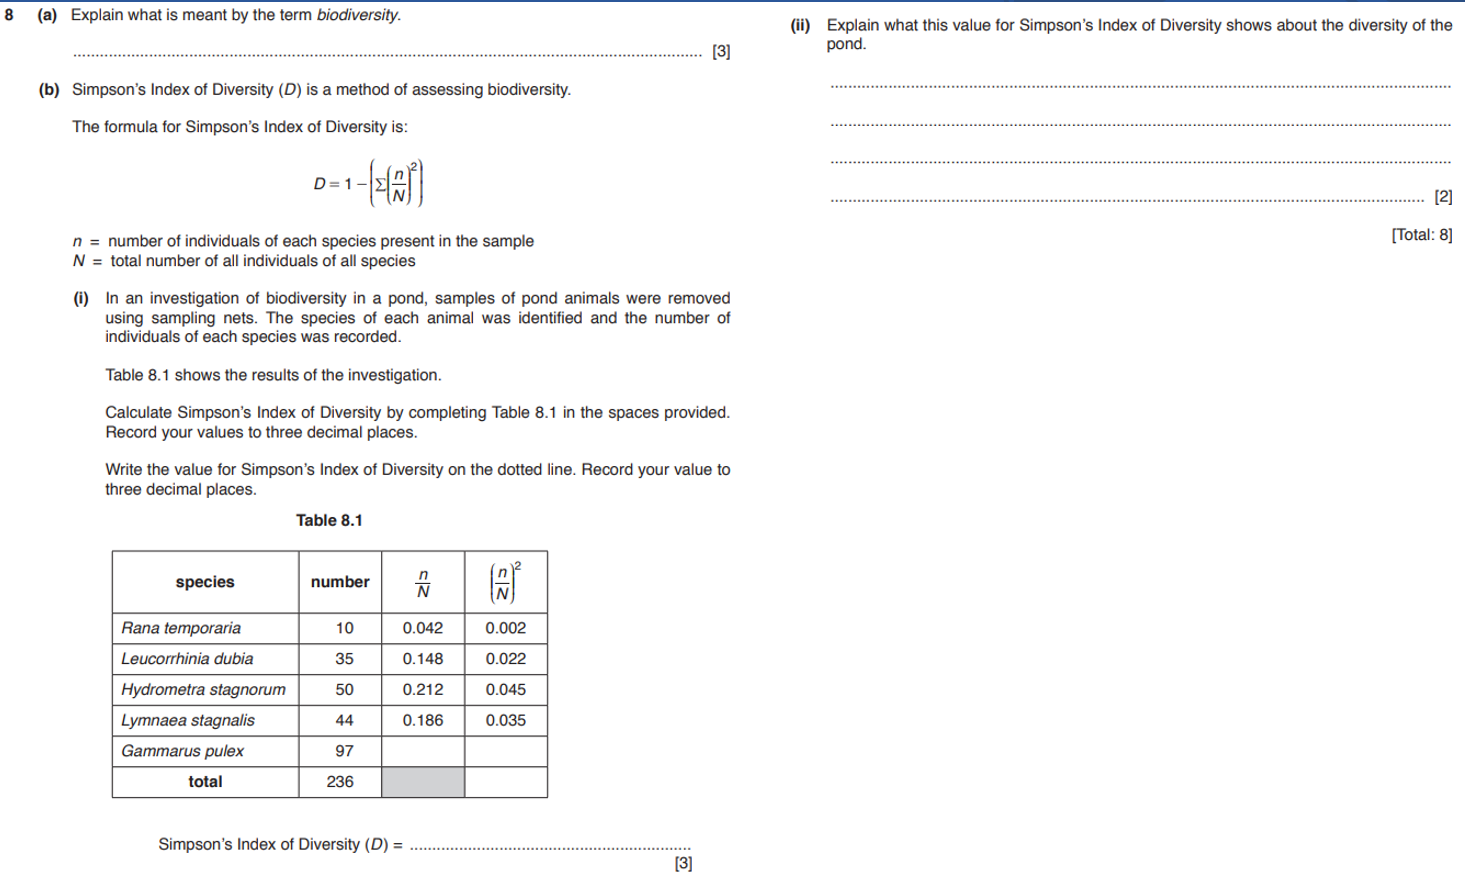 8 (a) Explain what is meant by the term biodiversity.
[3]
(b) Simpson's Index of Diversity (D) is a method of assessing biodiversity.
The formula for Simpson's Index of Diversity is:
D = 1 – (Σ(n/N)²)
n = number of individuals of each species present in the sample
N = total number of all individuals of all species
(i) In an investigation of biodiversity in a pond, samples of pond animals were removed
using sampling nets. The species of each animal was identified and the number of
individuals of each species was recorded.
Table 8.1 shows the results of the investigation.
Calculate Simpson's Index of Diversity by completing Table 8.1 in the spaces provided.
Record your values to three decimal places.
Write the value for Simpson's Index of Diversity on the dotted line. Record your value to
three decimal places.
Table 8.1
species number n/N (n/N)²
Rana temporaria 10 0.042 0.002
Leucorrhinia dubia 35 0.148 0.022
Hydrometra stagnorum 50 0.212 0.045
Lymnaea stagnalis 44 0.186 0.035
Gammarus pulex 97
total 236
Simpson's Index of Diversity (D) = ................................................................
[3]
(ii) Explain what this value for Simpson's Index of Diversity shows about the diversity of the
pond.
[2]
[Total: 8]